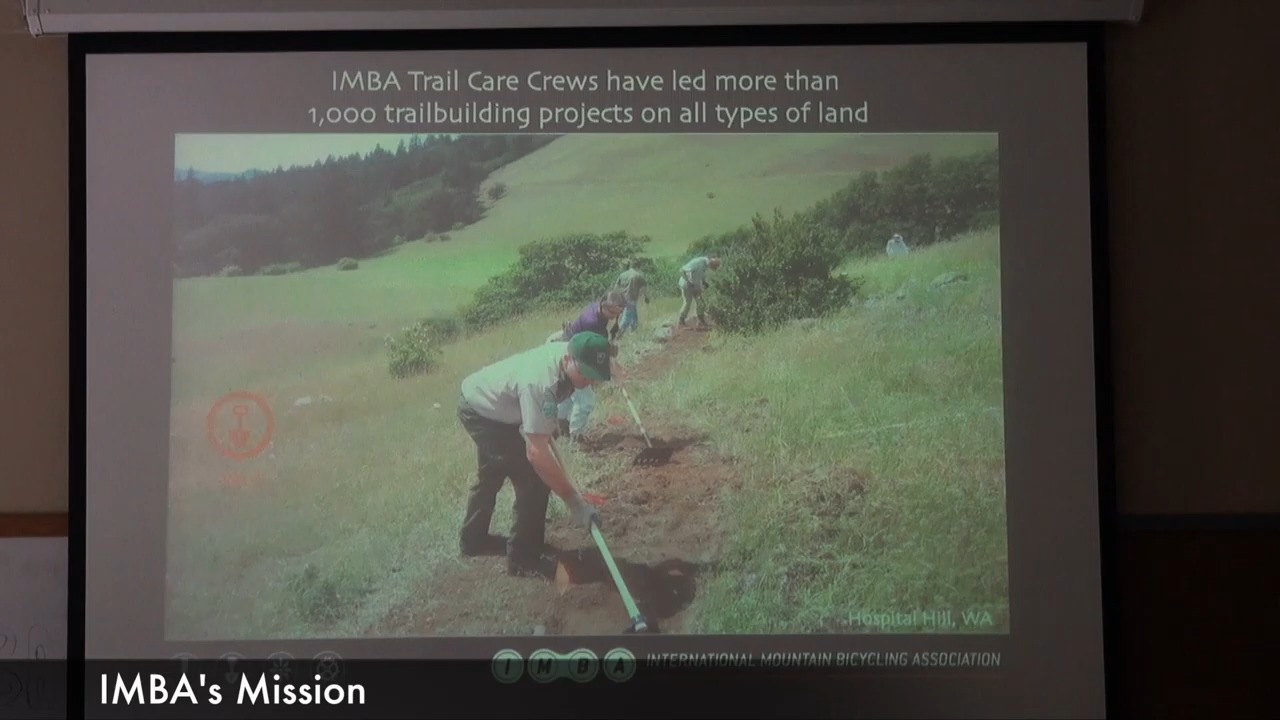 IMBA Trail Care Crews have led more than
1,000 trailbuilding projects on all types of land
Hospital Hill, WA
I M B A INTERNATIONAL MOUNTAIN BICYCLING ASSOCIATION
IMBA's Mission